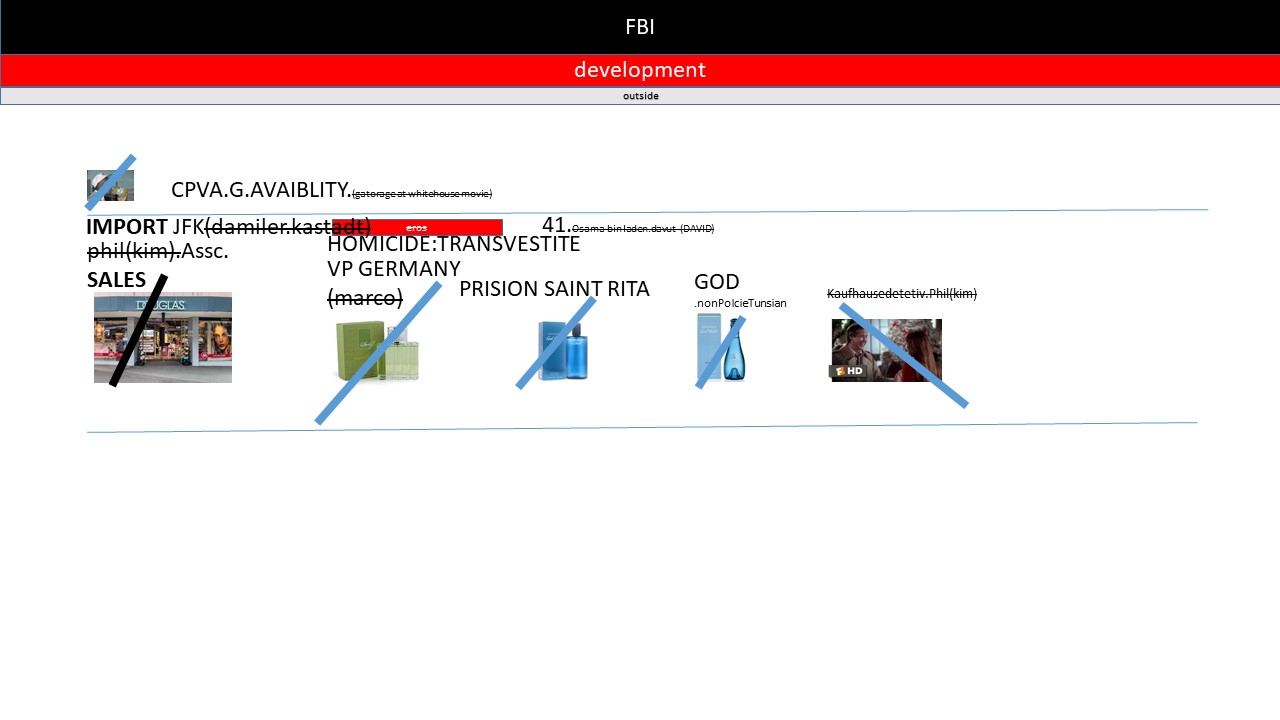 FBI
development
outside
CPVA.G.AVAIBLITY.(gatorage at whitehouse movie)
IMPORT JFK(damiler.kastadt)
phil(kim).Assc.
SALES
eros
HOMICIDE:TRANSVESTITE
VP GERMANY
(marco)
41.Osama bin laden.davut (DAVID)
PRISION SAINT RITA
GOD
.nonPolcieTunsian
Kaufhausedetetiv.Phil(kim)
DOUGLAS
HD